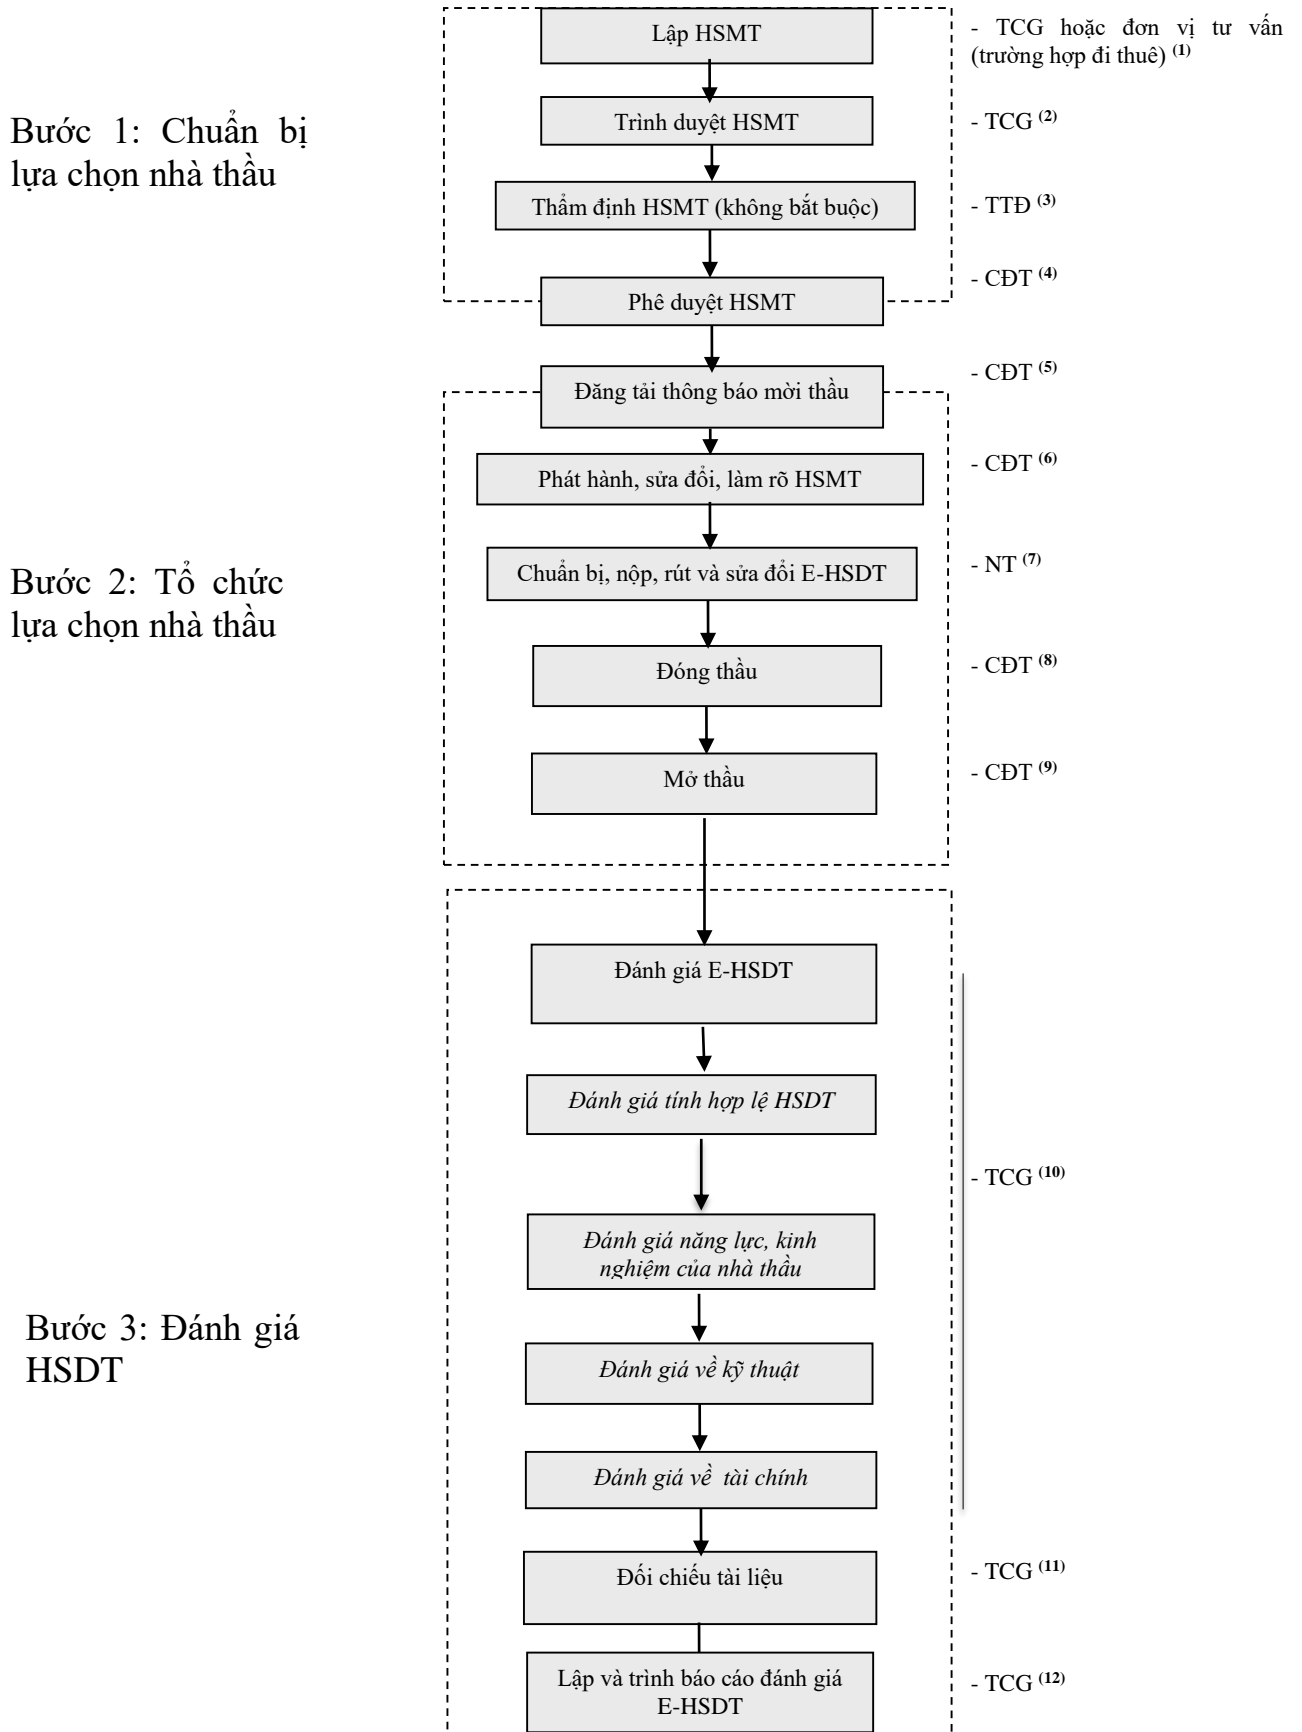 Lập HSMT
- TCG hoặc đơn vị tư vấn
(trường hợp đi thuê) (1)
Bước 1: Chuẩn bị
lựa chọn nhà thầu
Trình duyệt HSMT
- TCG (2)
Thẩm định HSMT (không bắt buộc)
- TTĐ (3)
Phê duyệt HSMT
- CĐT (4)
Đăng tải thông báo mời thầu
- CĐT (5)
Phát hành, sửa đổi, làm rõ HSMT
- CĐT (6)
Bước 2: Tổ chức
lựa chọn nhà thầu
Chuẩn bị, nộp, rút và sửa đổi E-HSDT
- NT (7)
Đóng thầu
- CĐT (8)
Mở thầu
- CĐT (9)
Đánh giá E-HSDT
Đánh giá tính hợp lệ HSDT
- TCG (10)
Đánh giá năng lực, kinh
nghiệm của nhà thầu
Bước 3: Đánh giá
HSDT
Đánh giá về kỹ thuật
Đánh giá về tài chính
Đối chiếu tài liệu
- TCG (11)
Lập và trình báo cáo đánh giá
E-HSDT
- TCG (12)